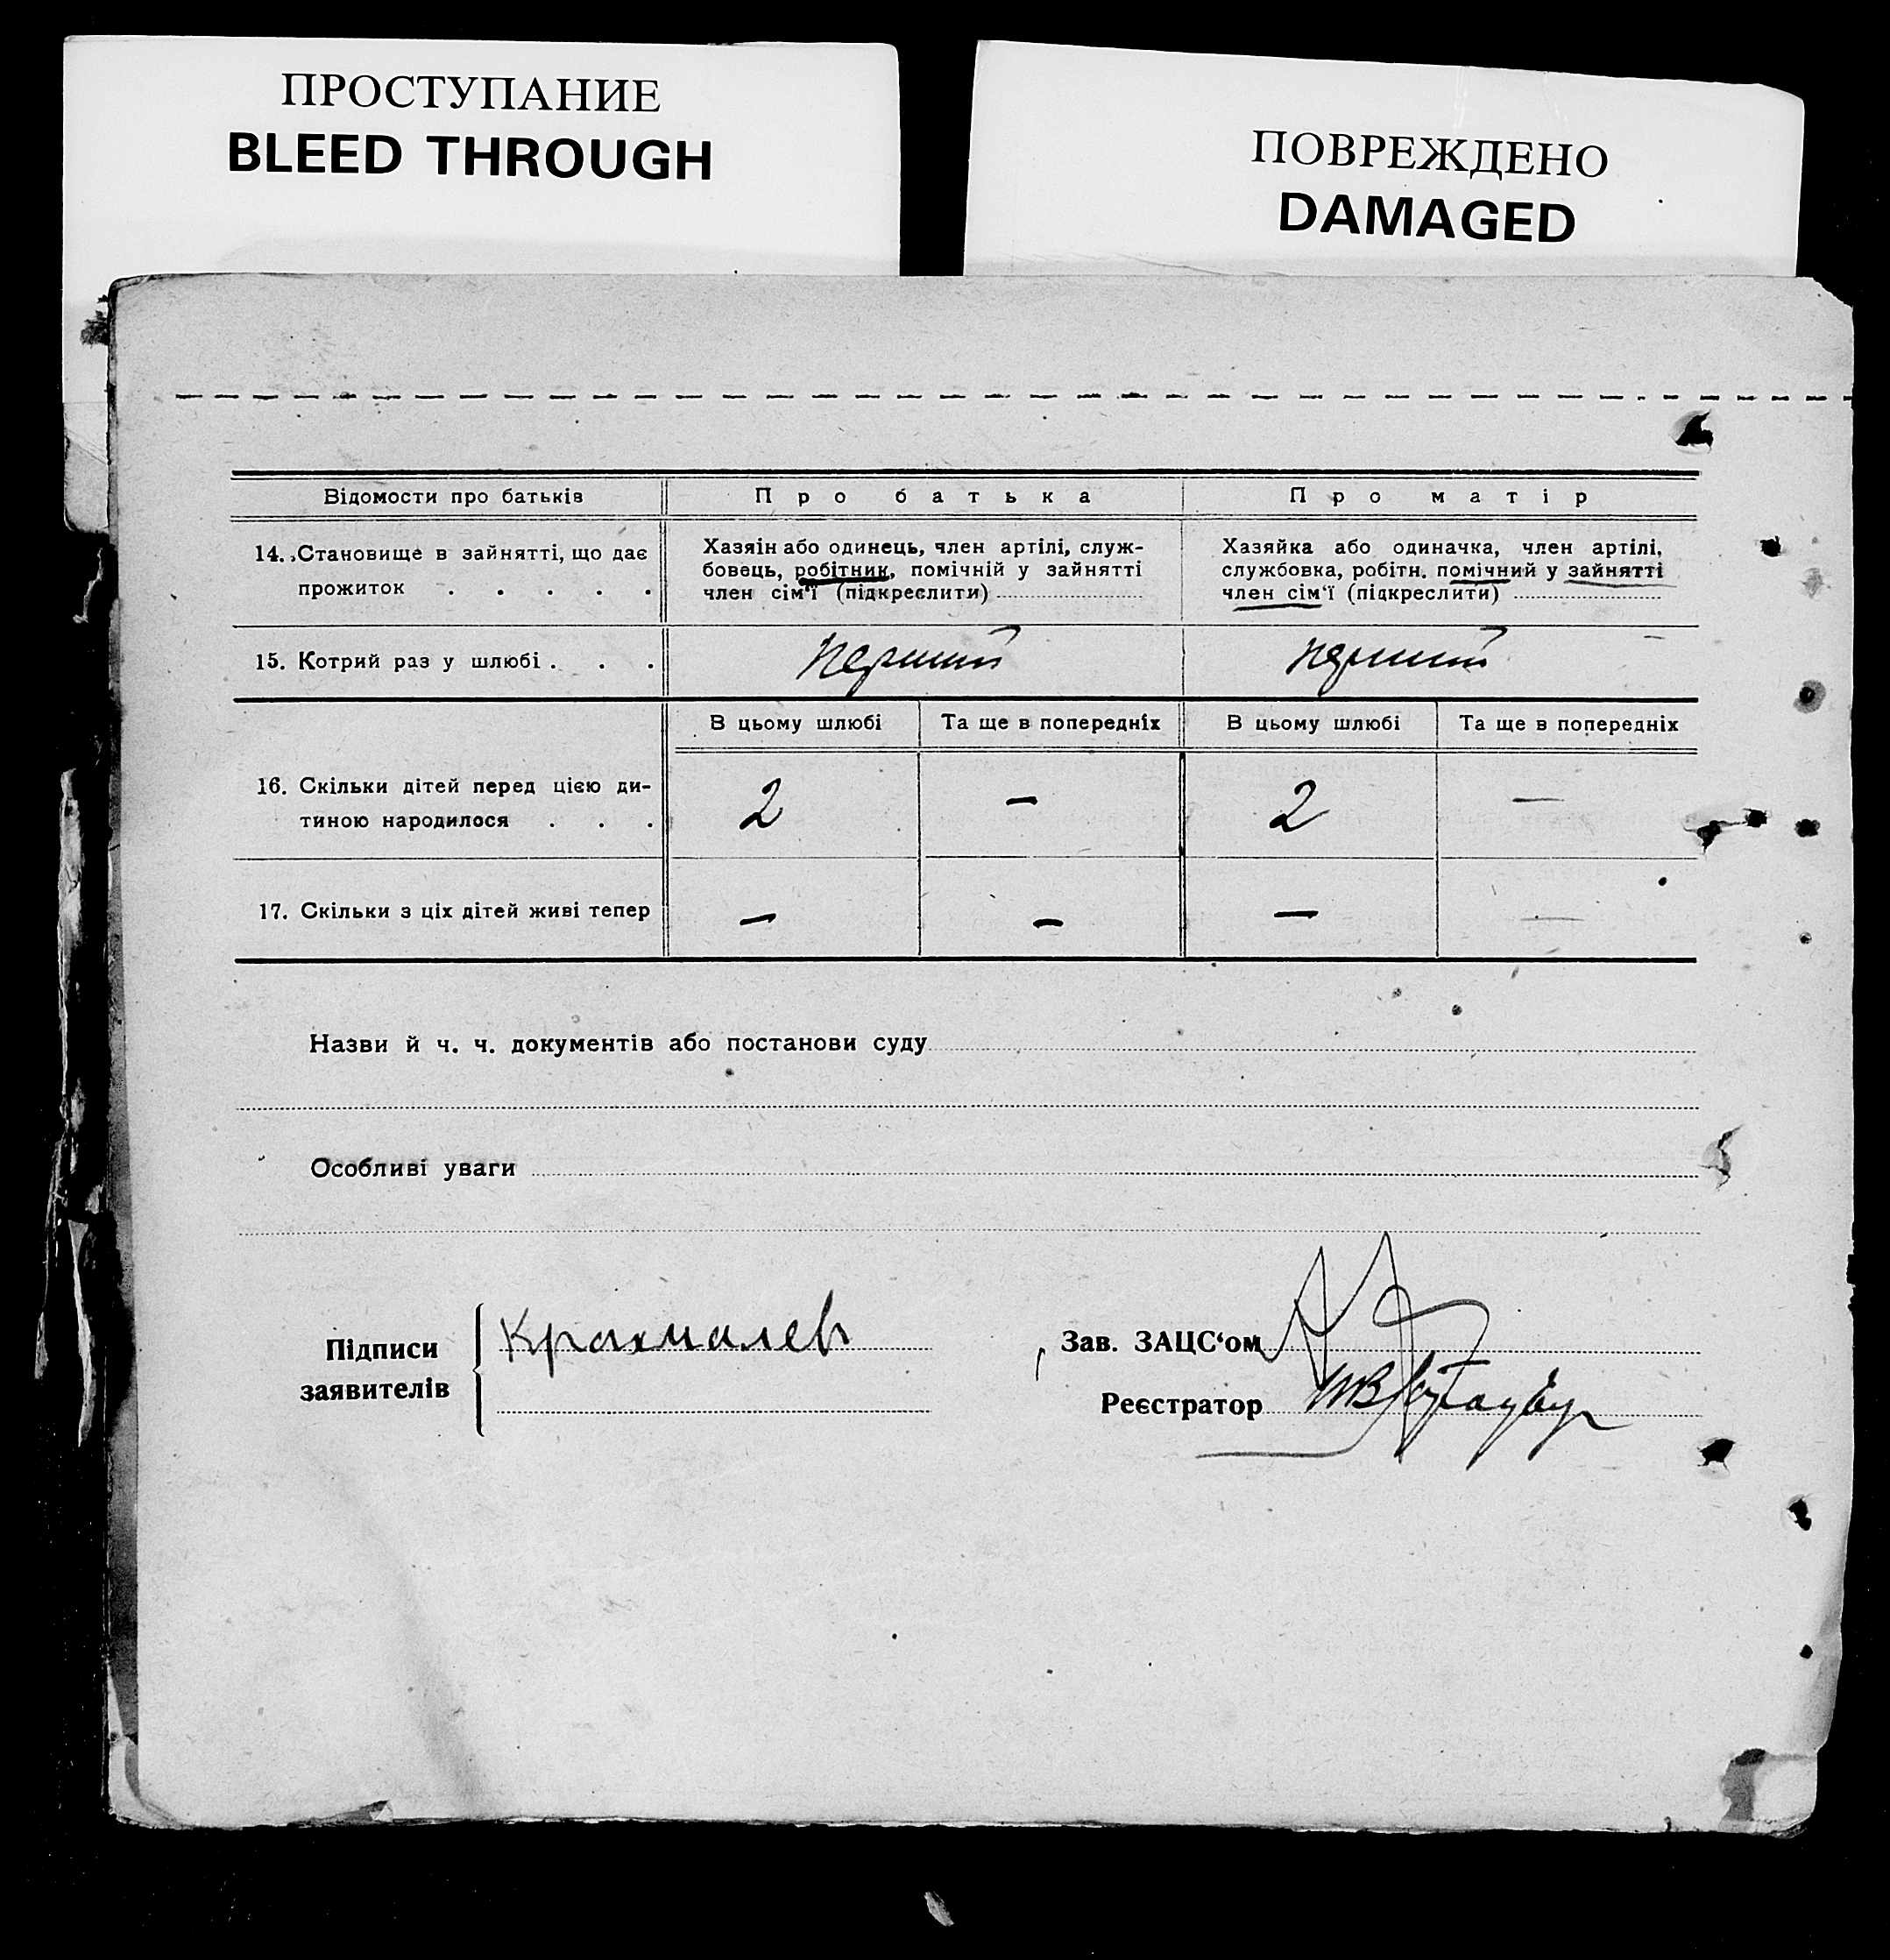 ПРОСТУПАНИЕ
BLEED THROUGH
ПОВРЕЖДЕНО
DAMAGED
Відомости про батьків
Про батька
Про матір
14. Становище в зайнятті, що дає
прожиток . . . . .
Хазяін або одинець, член артілі, служ-
бовець, робітник, помічній у зайнятті
член сім'ї (підкреслити)
Хазяйка або одиначка, член артілі,
службовка, робітн. помічний у зайнятті
член сім'ї (підкреслити)
15. Котрий раз у шлюбі . . .
перший
перший
В цьому шлюбі
Та ще в попередніх
В цьому шлюбі
Та ще в попередніх
16. Скільки дітей перед цією ди-
тиною народилося . . .
2
—
2
—
17. Скільки з ціх дітей живі тепер
—
—
—
—
Назви й ч. ч. документів або постанови суду
Особливі уваги
Підписи
заявителів
Крахмалев
Зав. ЗАЦС'ом
Реєстратор